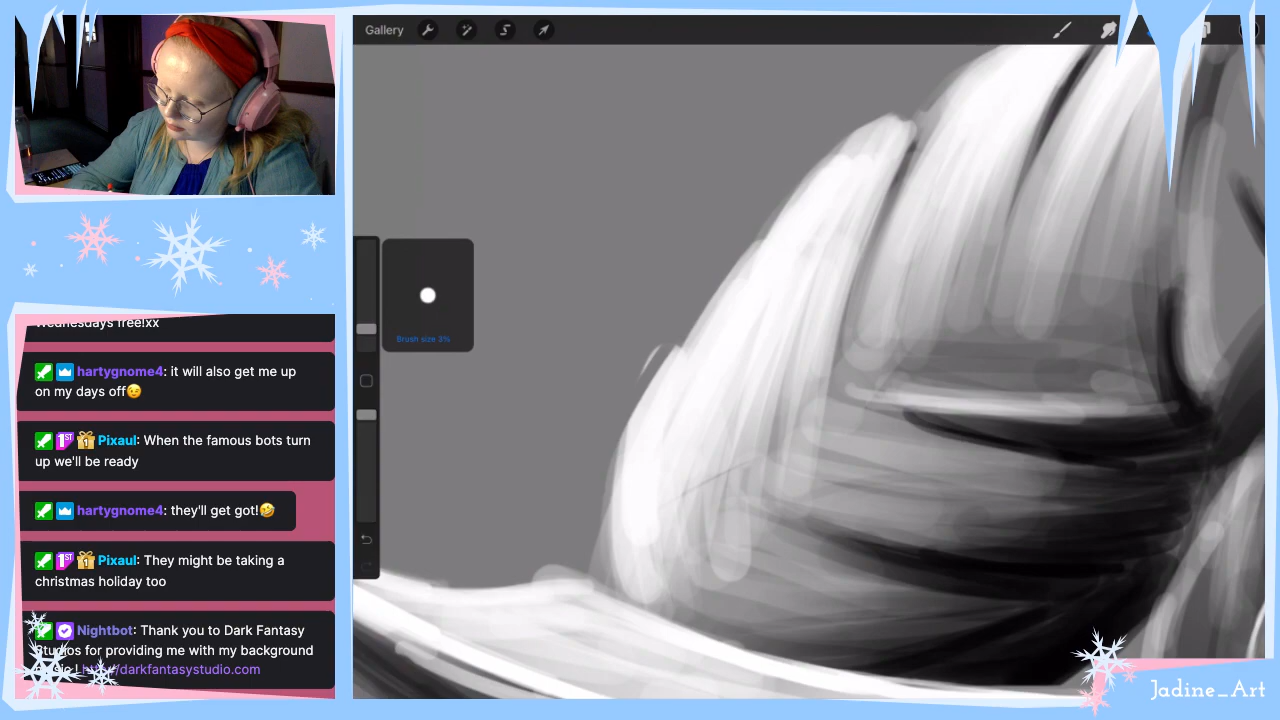 Gallery
Brush size 3%
Wednesdays free!xx
hartygnome4: it will also get me up
on my days off😉
Pixaul: When the famous bots turn
up we'll be ready
hartygnome4: they'll get got!🤣
Pixaul: They might be taking a
christmas holiday too
Nightbot: Thank you to Dark Fantasy
Studios for providing me with my background
http://darkfantasystudio.com
Jadine_Art